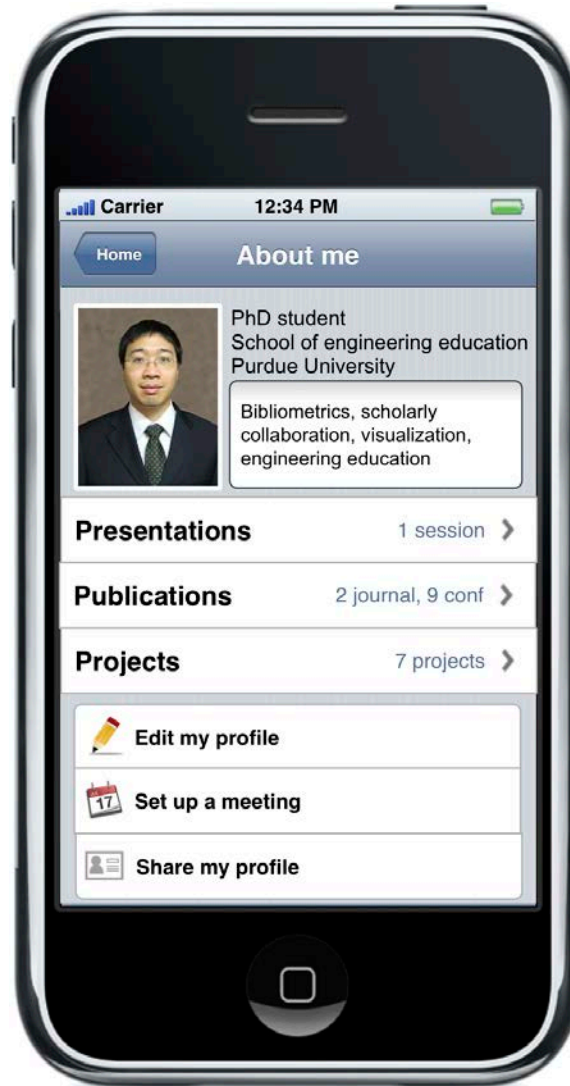 Carrier 12:34 PM
Home About me
PhD student
School of engineering education
Purdue University
Bibliometrics, scholarly
collaboration, visualization,
engineering education
Presentations 1 session
Publications 2 journal, 9 conf
Projects 7 projects
Edit my profile
17 Set up a meeting
Share my profile